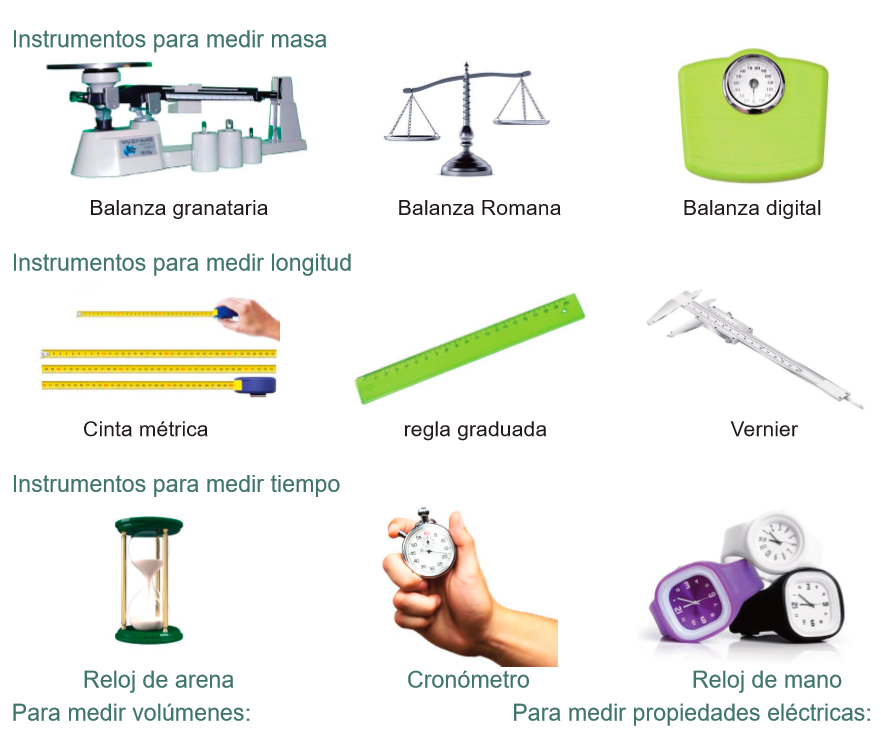 Instrumentos para medir masa
Balanza granataria
Balanza Romana
Balanza digital
Instrumentos para medir longitud
Cinta métrica
regla graduada
Vernier
Instrumentos para medir tiempo
Reloj de arena
Cronómetro
Reloj de mano
Para medir volúmenes:
Para medir propiedades eléctricas: